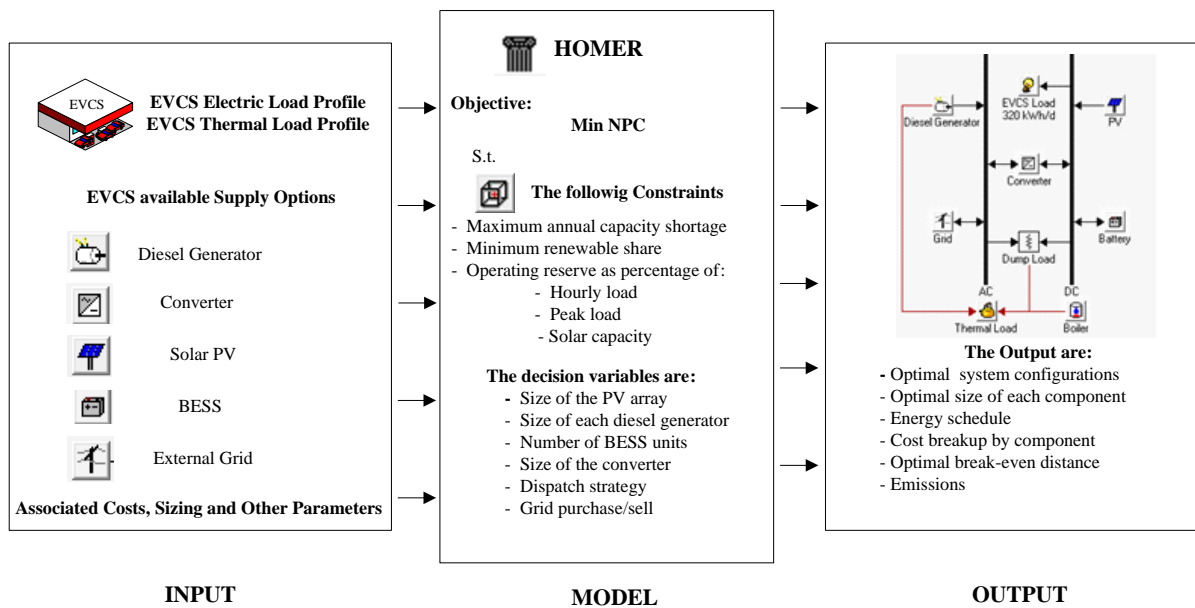 EVCS
EVCS Electric Load Profile
EVCS Thermal Load Profile
EVCS available Supply Options
Diesel Generator
Converter
Solar PV
BESS
External Grid
Associated Costs, Sizing and Other Parameters
INPUT
HOMER
Objective:
Min NPC
S.t.
The followig Constraints
- Maximum annual capacity shortage
- Minimum renewable share
- Operating reserve as percentage of:
- Hourly load
- Peak load
- Solar capacity
The decision variables are:
- Size of the PV array
- Size of each diesel generator
- Number of BESS units
- Size of the converter
- Dispatch strategy
- Grid purchase/sell
MODEL
Diesel Generator
EVCS Load
320 kWh/d
PV
Converter
Grid
Battery
Dump Load
AC
DC
Thermal Load
Boiler
The Output are:
- Optimal system configurations
- Optimal size of each component
- Energy schedule
- Cost breakup by component
- Optimal break-even distance
- Emissions
OUTPUT